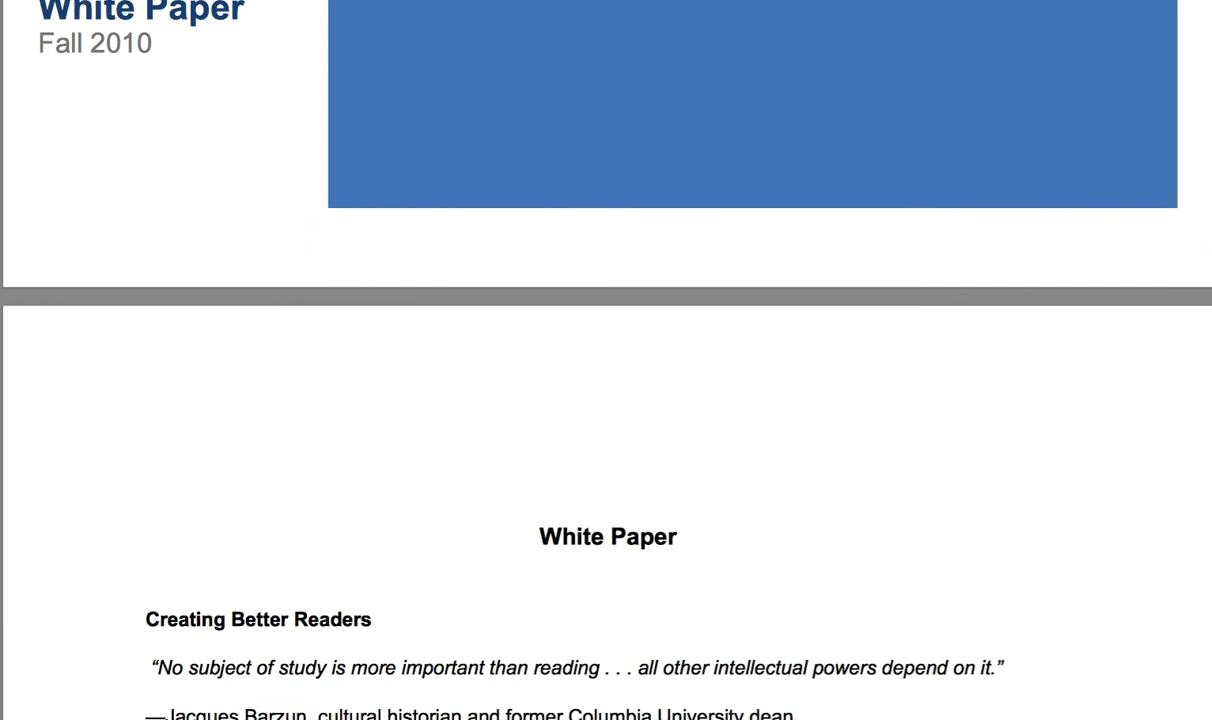 White Paper
Fall 2010
White Paper
Creating Better Readers
“No subject of study is more important than reading . . . all other intellectual powers depend on it.”
—Jacques Barzun, cultural historian and former Columbia University dean